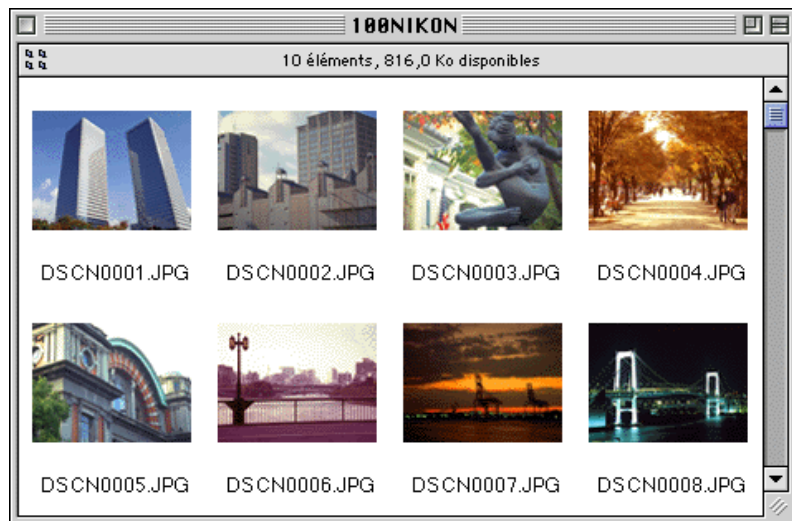 100NIKON
10 éléments, 816,0 Ko disponibles
DSCN0001.JPG DSCN0002.JPG DSCN0003.JPG DSCN0004.JPG
DSCN0005.JPG DSCN0006.JPG DSCN0007.JPG DSCN0008.JPG